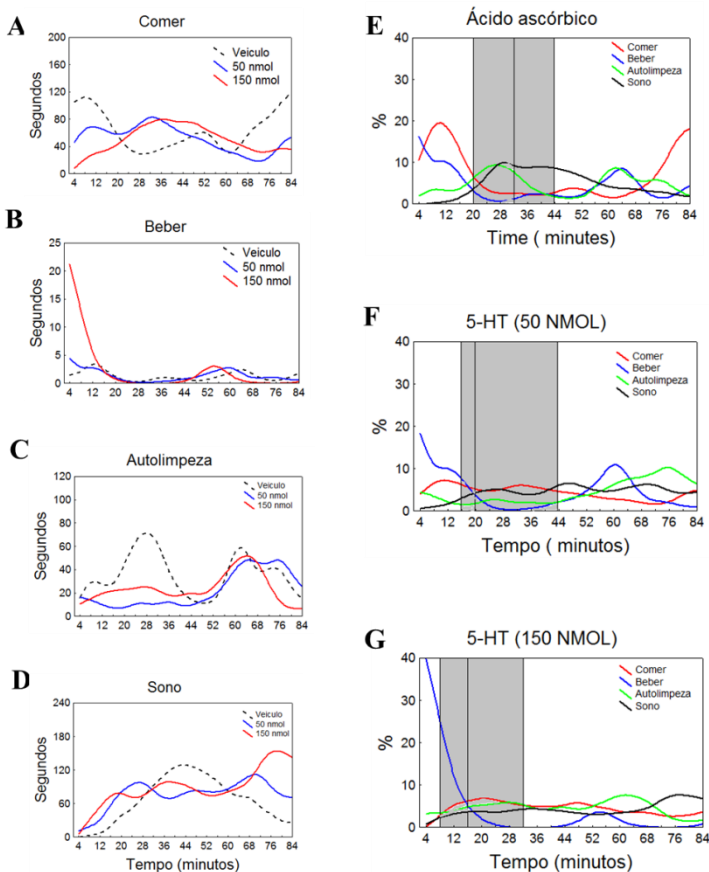 A
Comer
Segundos
200
160
120
80
40
0
Veiculo
50 nmol
150 nmol
4 12 20 28 36 44 52 60 68 76 84
B
Beber
Segundos
25
20
15
10
5
0
Veiculo
50 nmol
150 nmol
4 12 20 28 36 44 52 60 68 76 84
C
Autolimpeza
Segundos
120
100
80
60
40
20
0
Veiculo
50 nmol
150 nmol
4 12 20 28 36 44 52 60 68 76 84
D
Sono
Segundos
240
180
120
60
0
Veiculo
50 nmol
150 nmol
4 12 20 28 36 44 52 60 68 76 84
Tempo (minutos)
E
Ácido ascórbico
%
40
30
20
10
0
Comer
Beber
Autolimpeza
Sono
4 12 20 28 36 44 52 60 68 76 84
Time ( minutes)
F
5-HT (50 NMOL)
%
40
30
20
10
0
Comer
Beber
Autolimpeza
Sono
4 12 20 28 36 44 52 60 68 76 84
Tempo ( minutos)
G
5-HT (150 NMOL)
%
40
30
20
10
0
Comer
Beber
Autolimpeza
Sono
4 12 20 28 36 44 52 60 68 76 84
Tempo (minutos)